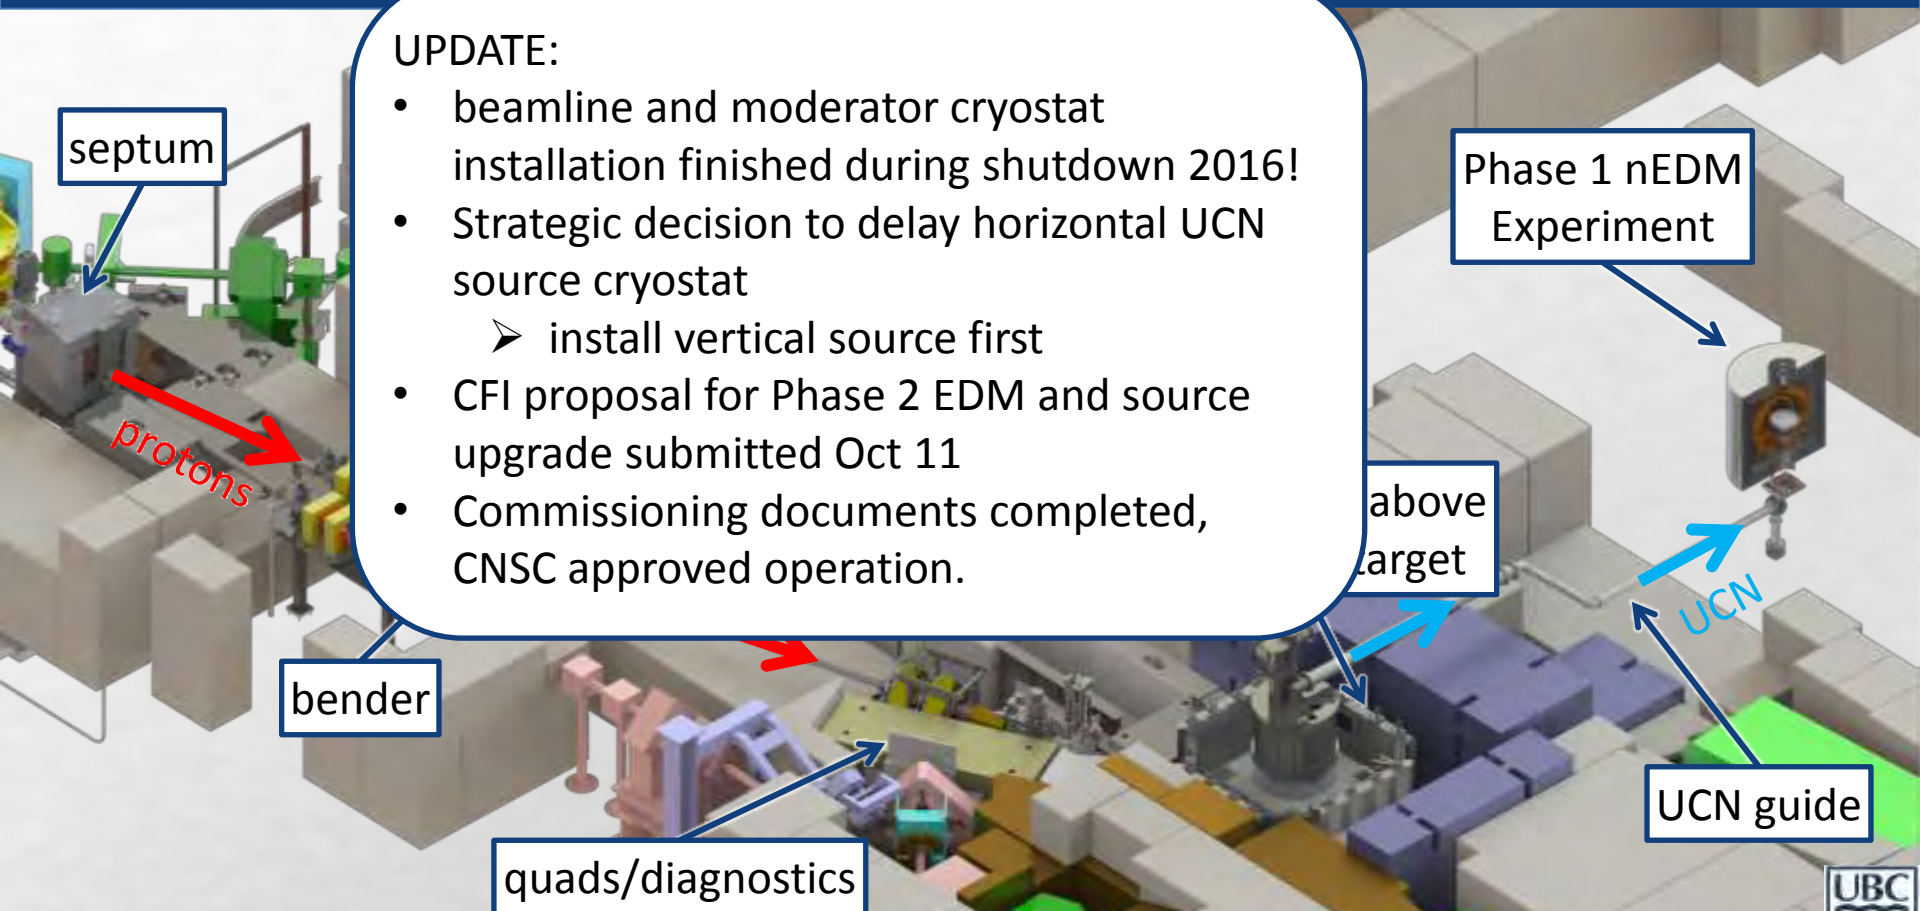 UPDATE:
• beamline and moderator cryostat
installation finished during shutdown 2016!
• Strategic decision to delay horizontal UCN
source cryostat
➢ install vertical source first
• CFI proposal for Phase 2 EDM and source
upgrade submitted Oct 11
• Commissioning documents completed,
CNSC approved operation.
septum
Phase 1 nEDM
Experiment
protons
above
target
UCN
bender
UCN guide
quads/diagnostics
UBC